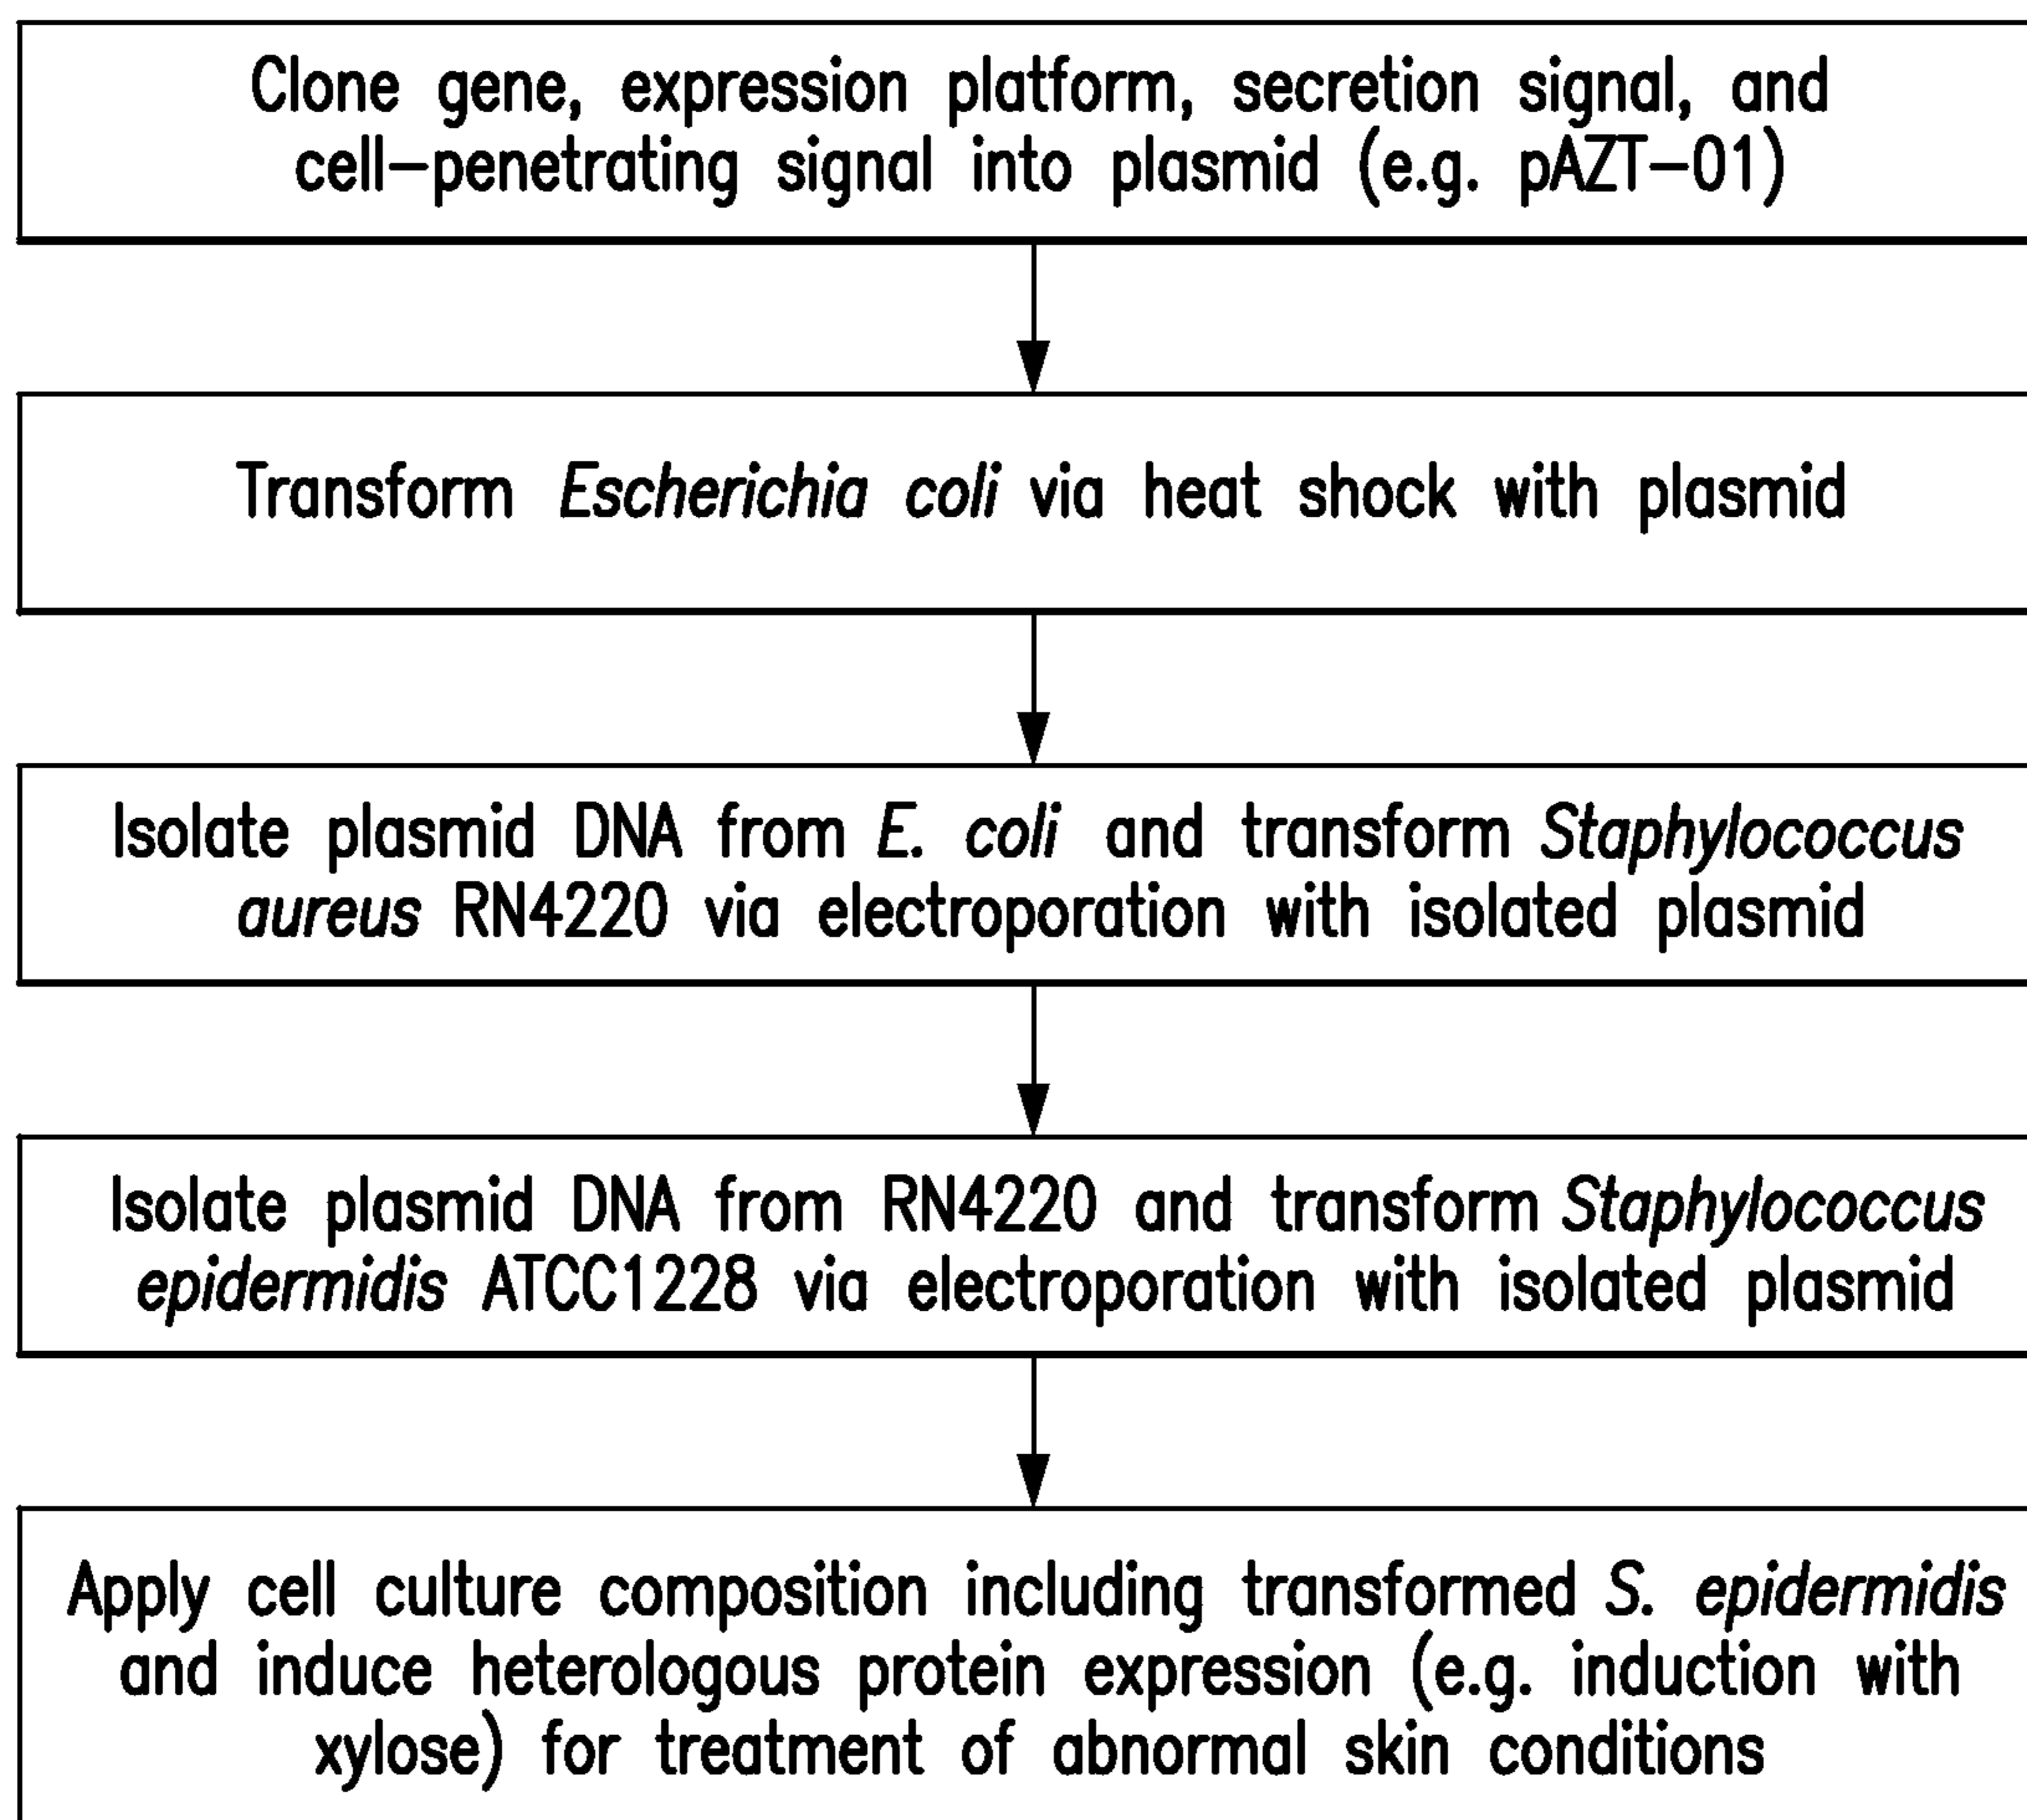 Clone gene, expression platform, secretion signal, and
cell-penetrating signal into plasmid (e.g. pAZT-01)
Transform Escherichia coli via heat shock with plasmid
Isolate plasmid DNA from E. coli and transform Staphylococcus
aureus RN4220 via electroporation with isolated plasmid
Isolate plasmid DNA from RN4220 and transform Staphylococcus
epidermidis ATCC1228 via electroporation with isolated plasmid
Apply cell culture composition including transformed S. epidermidis
and induce heterologous protein expression (e.g. induction with
xylose) for treatment of abnormal skin conditions